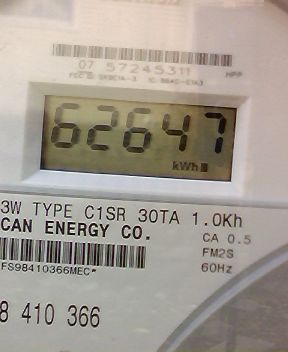 07 57245311
HPP
62647
kWh
3W TYPE C1SR 30TA 1.0Kh
CAN ENERGY CO.
CA 0.5
FM2S
60Hz
FS98410366MEC*
8 410 366